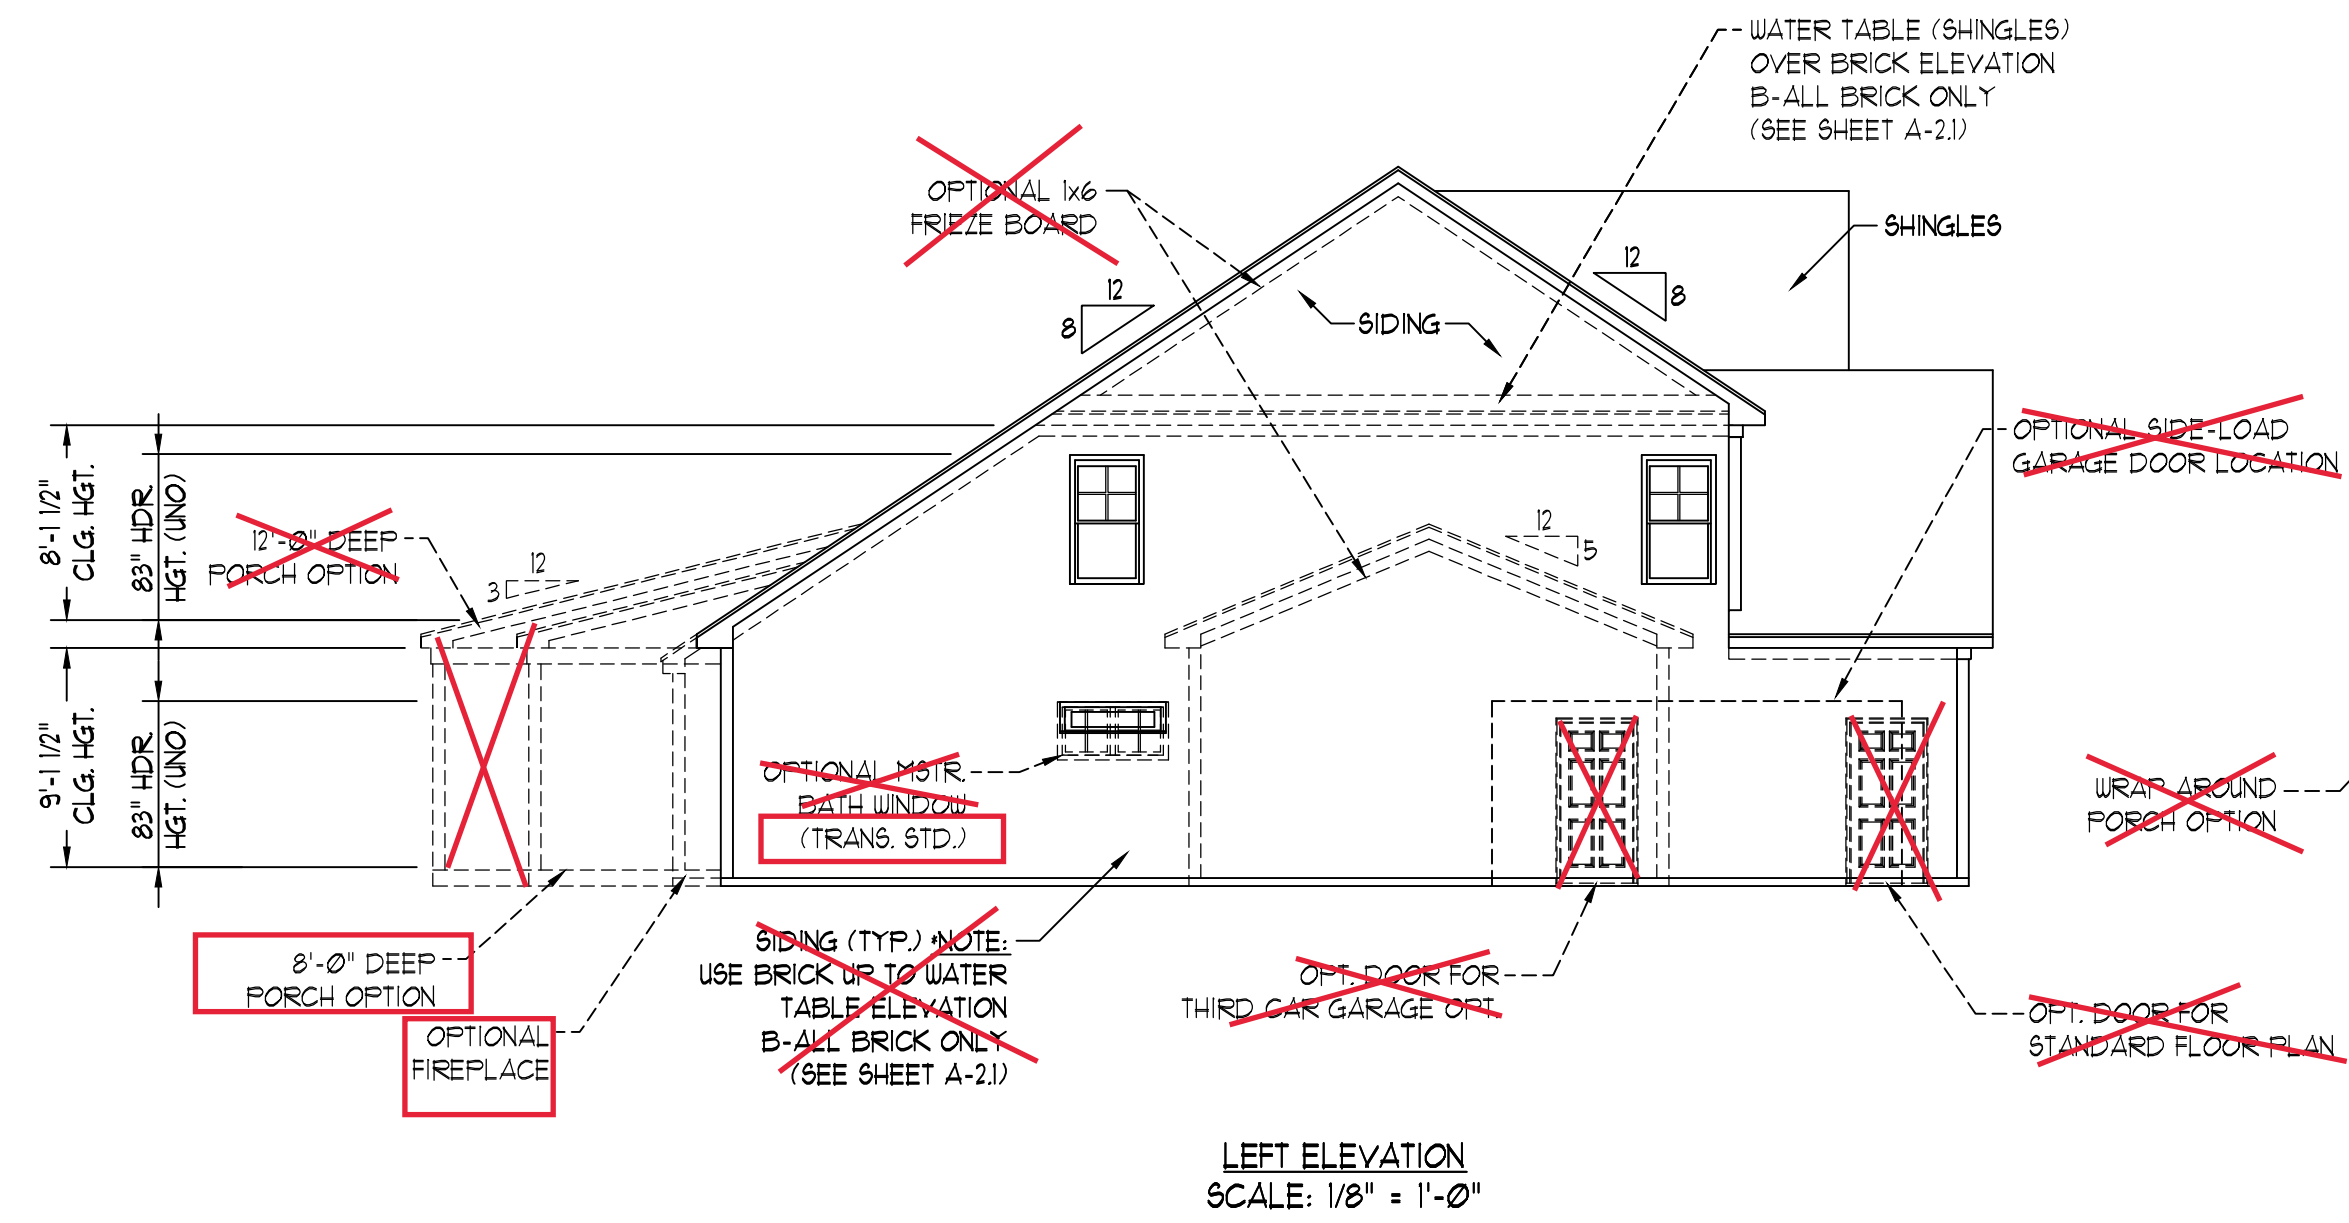 WATER TABLE (SHINGLES)
OVER BRICK ELEVATION
B-ALL BRICK ONLY
(SEE SHEET A-2.1)
OPTIONAL 1x6
FRIEZE BOARD
SHINGLES
12
8
12
8
SIDING
OPTIONAL SIDE-LOAD
GARAGE DOOR LOCATION
8'-1 1/2"
CLG. HGT.
83" HDR.
HGT. (UNO)
12'-0" DEEP
PORCH OPTION
12
3
12
5
9'-1 1/2"
CLG. HGT.
83" HDR.
HGT. (UNO)
OPTIONAL MSTR.
BATH WINDOW
(TRANS. STD.)
WRAP AROUND
PORCH OPTION
8'-0" DEEP
PORCH OPTION
OPTIONAL
FIREPLACE
SIDING (TYP.) *NOTE:
USE BRICK UP TO WATER
TABLE ELEVATION
B-ALL BRICK ONLY
(SEE SHEET A-2.1)
OPT. DOOR FOR
THIRD CAR GARAGE OPT.
OPT. DOOR FOR
STANDARD FLOOR PLAN
LEFT ELEVATION
SCALE: 1/8" = 1'-0"